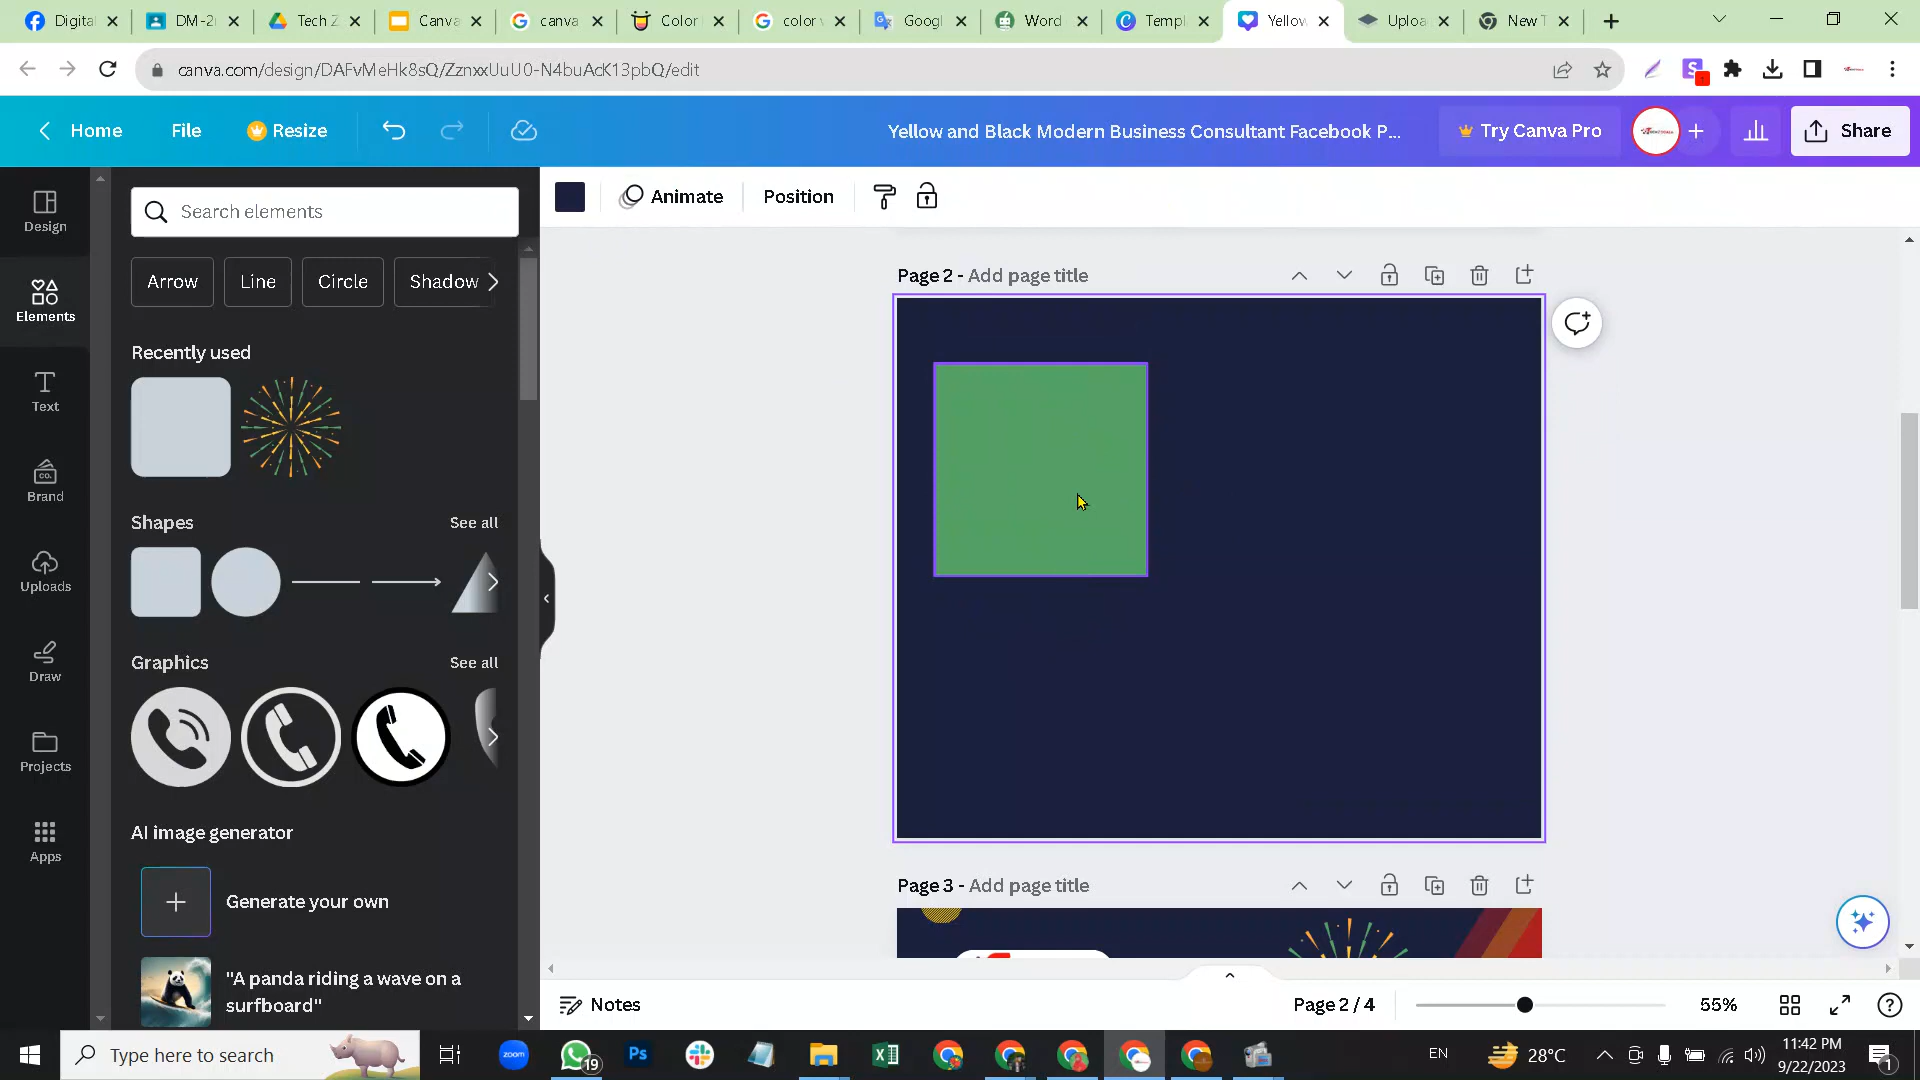 Digital
DM-2
Tech Z
Canva
canva
Color
color v
Googl
Word
Templ
Yellow
Uploa
New T
canva.com/design/DAFvMeHk8sQ/ZznxxUuU0-N4buAcK13pbQ/edit
Home
File
Resize
Yellow and Black Modern Business Consultant Facebook P...
Try Canva Pro
Share
Design
Elements
Text
Brand
Uploads
Draw
Projects
Apps
Search elements
Arrow
Line
Circle
Shadow
Recently used
Shapes
See all
Graphics
See all
AI image generator
Generate your own
"A panda riding a wave on a
surfboard"
Animate
Position
Page 2 - Add page title
Page 3 - Add page title
Notes
Page 2 / 4
55%
Type here to search
zoom
19
Ps
EN
28°C
11:42 PM
9/22/2023
1